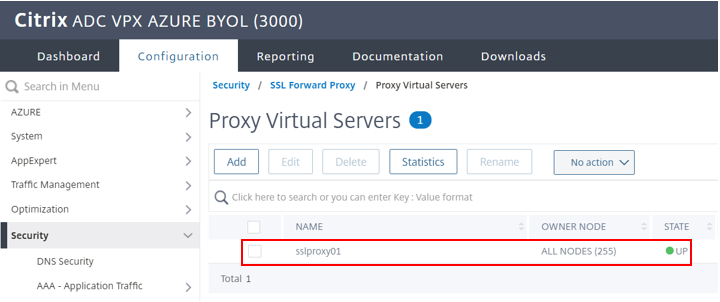 Citrix ADC VPX AZURE BYOL (3000)
Dashboard Configuration Reporting Documentation Downloads
Search in Menu
AZURE
System
AppExpert
Traffic Management
Optimization
Security
DNS Security
AAA - Application Traffic
Security / SSL Forward Proxy / Proxy Virtual Servers
Proxy Virtual Servers 1
Add Edit Delete Statistics Rename No action
Click here to search or you can enter Key : Value format
NAME OWNER NODE STATE
sslproxy01 ALL NODES (255) UP
Total 1